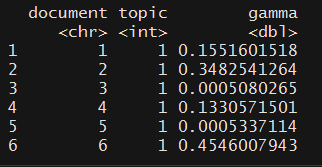 document topic gamma
<chr> <int> <dbl>
1 1 1 0.1551601518
2 2 1 0.3482541264
3 3 1 0.0005080265
4 4 1 0.1330571501
5 5 1 0.0005337114
6 6 1 0.4546007943